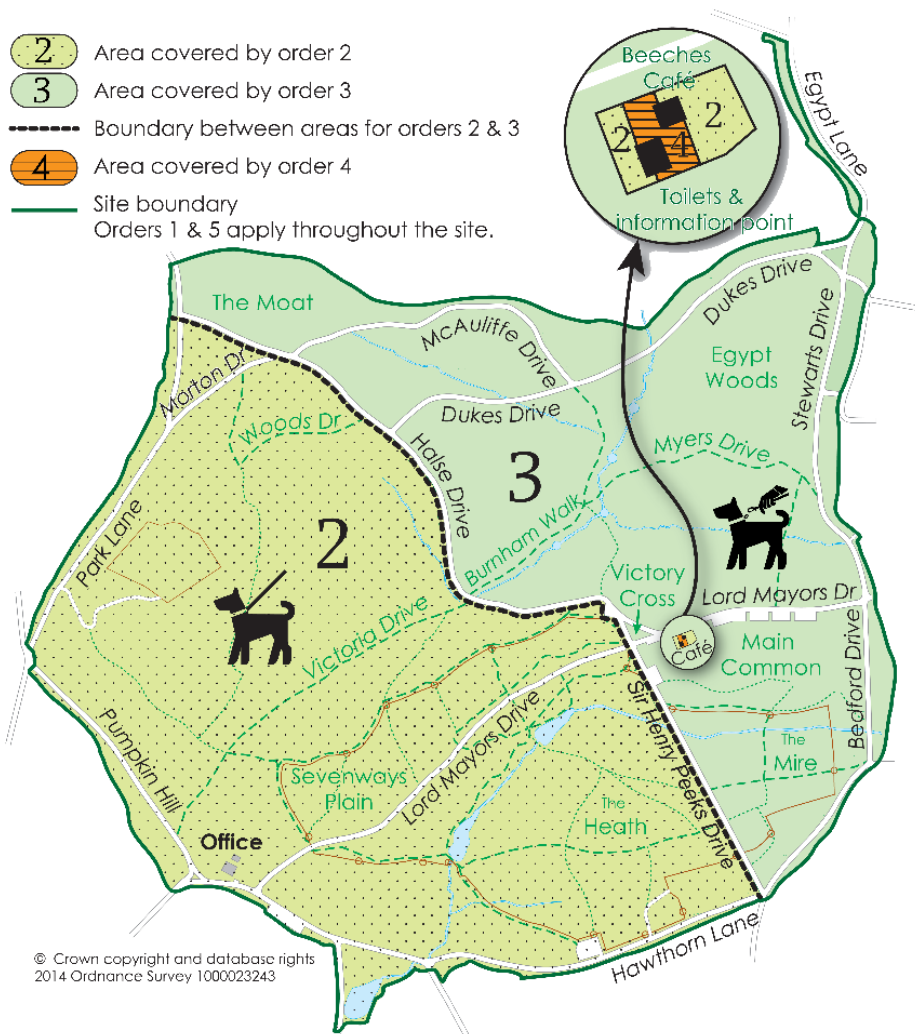 2 Area covered by order 2
3 Area covered by order 3
Boundary between areas for orders 2 & 3
4 Area covered by order 4
Site boundary
Orders 1 & 5 apply throughout the site.
Beeches
Café
2
4
2
Toilets &
information point
Egypt Lane
The Moat
McAuliffe Drive
Dukes Drive
Egypt
Woods
Stewarts Drive
Morton Dr
Woods Dr
Dukes Drive
Halse Drive
3
Myers Drive
Burnham Walk
Park Lane
2
Victoria Drive
Victory
Cross
Lord Mayors Dr
Café
Main
Common
Bedford Drive
Pumpkin Hill
Sevenways
Plain
Lord Mayors Drive
Sir Henry Peeks Drive
The
Mire
The
Heath
Office
Hawthorn Lane
© Crown copyright and database rights
2014 Ordnance Survey 1000023243